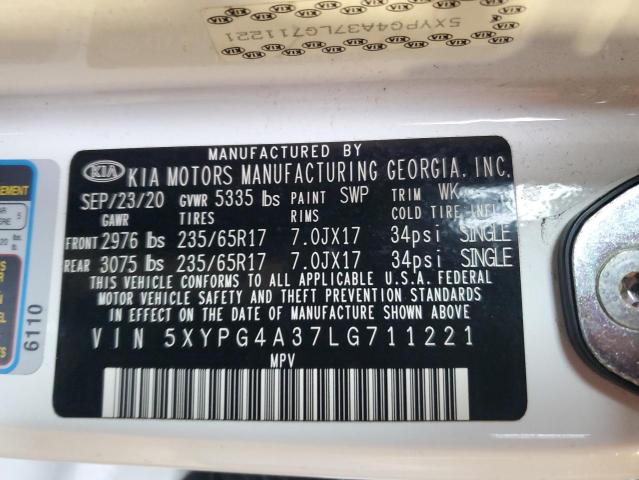 5XYPG4A37LG711221
MANUFACTURED BY
KIA KIA MOTORS MANUFACTURING GEORGIA, INC.
SEP/23/20 GVWR 5335 lbs PAINT SWP TRIM WK
GAWR TIRES RIMS COLD TIRE INFL
FRONT 2976 lbs 235/65R17 7.0JX17 34psi SINGLE
REAR 3075 lbs 235/65R17 7.0JX17 34psi SINGLE
THIS VEHICLE CONFORMS TO ALL APPLICABLE U.S.A. FEDERAL
MOTOR VEHICLE SAFETY AND THEFT PREVENTION STANDARDS
IN EFFECT ON THE DATE OF MANUFACTURE SHOWN ABOVE
VIN 5XYPG4A37LG711221
MPV
6110